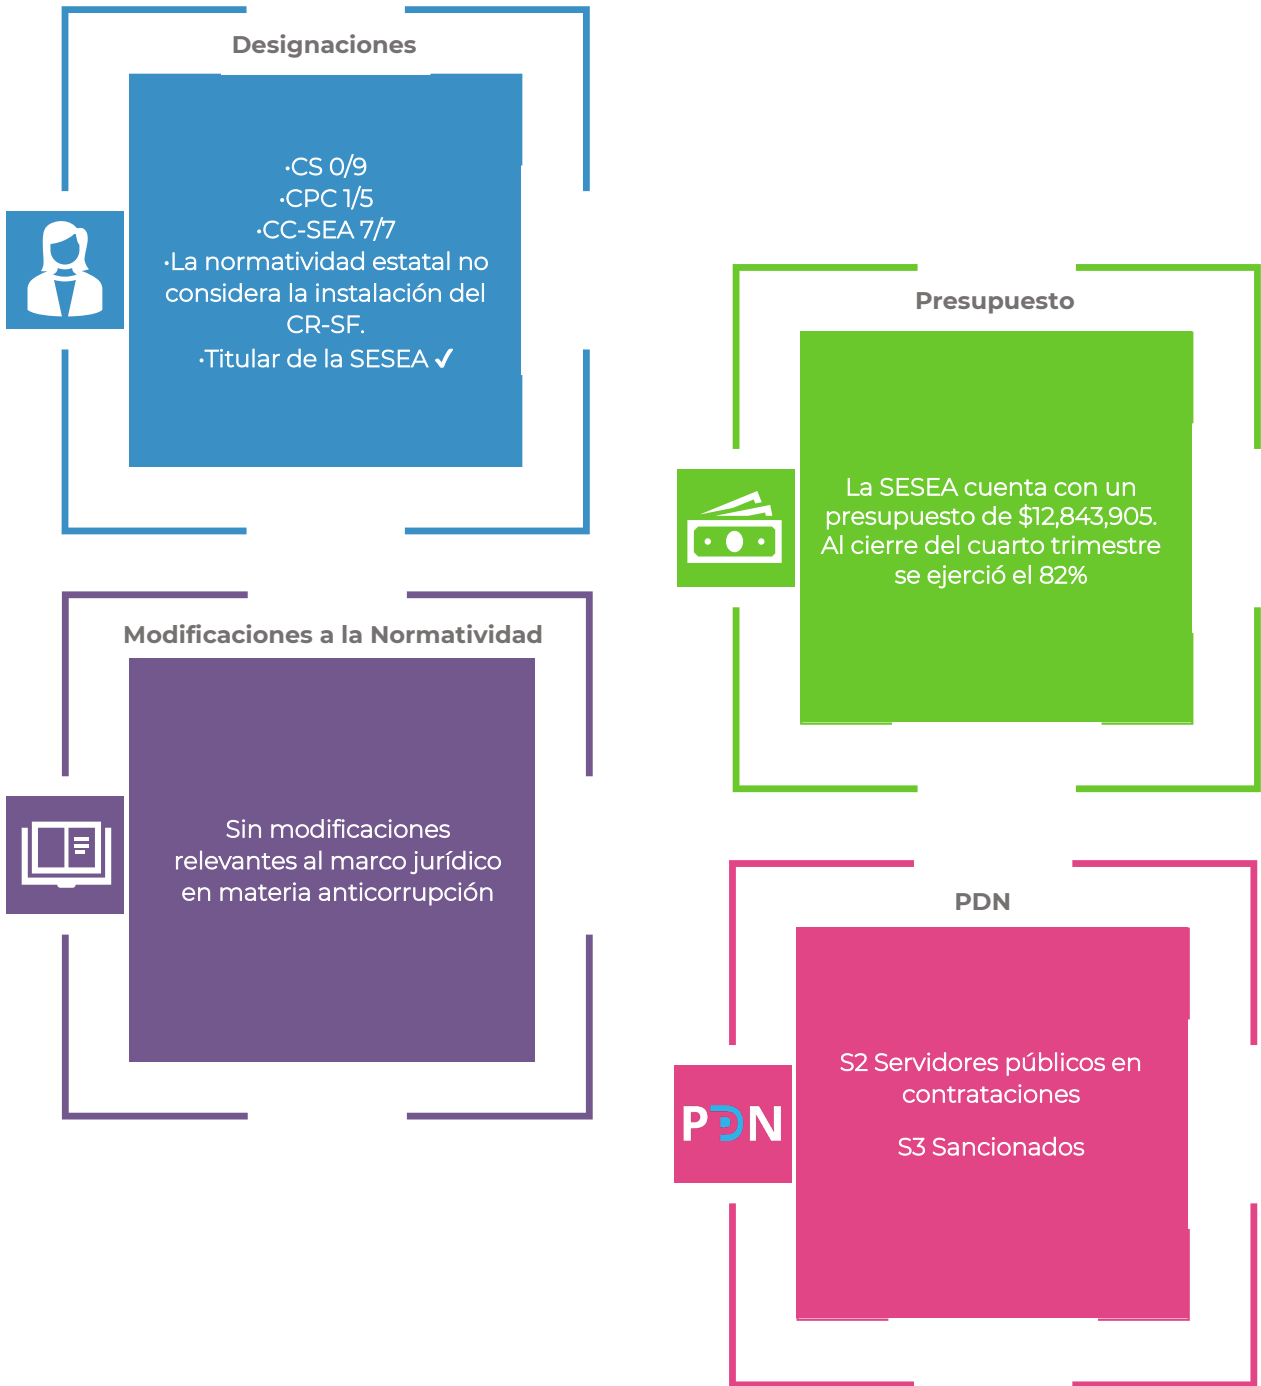 Designaciones
•CS 0/9
•CPC 1/5
•CC-SEA 7/7
•La normatividad estatal no
considera la instalación del
CR-SF.
•Titular de la SESEA ✓
Presupuesto
La SESEA cuenta con un
presupuesto de $12,843,905.
Al cierre del cuarto trimestre
se ejerció el 82%
Modificaciones a la Normatividad
Sin modificaciones
relevantes al marco jurídico
en materia anticorrupción
PDN
S2 Servidores públicos en
contrataciones
S3 Sancionados
PDN